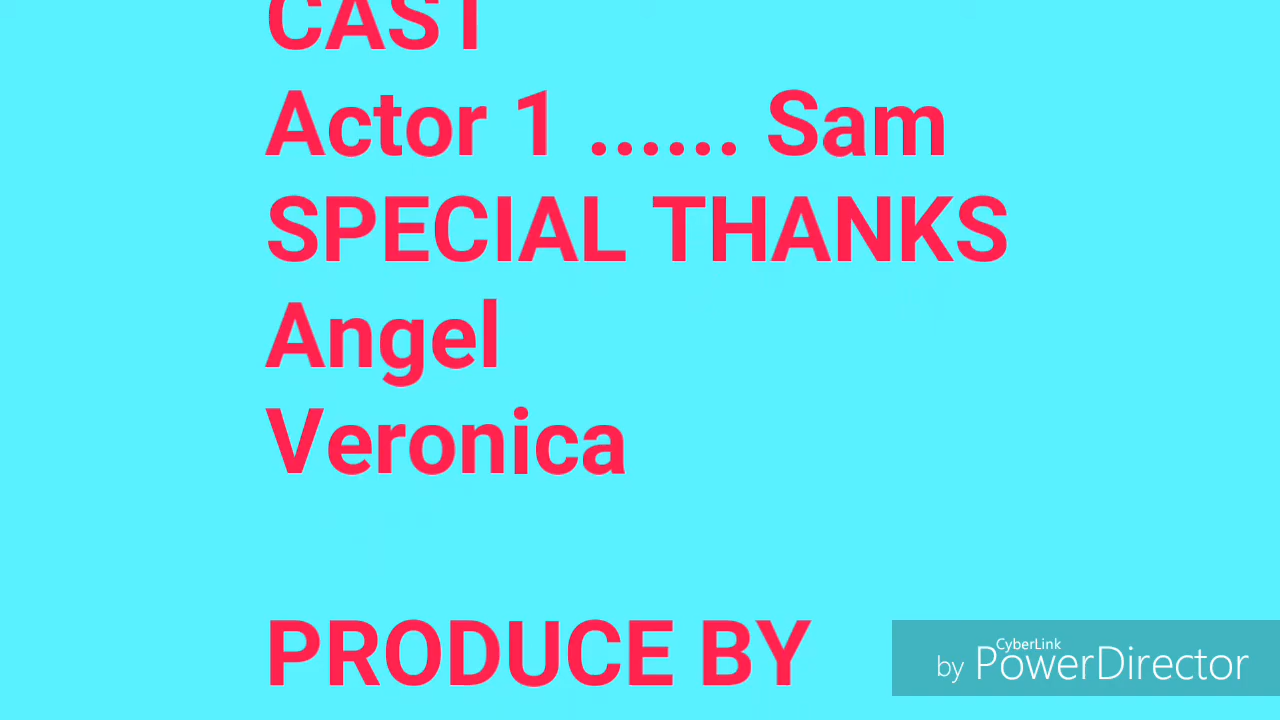 CAST
Actor 1 ...... Sam
SPECIAL THANKS
Angel
Veronica
PRODUCE BY
CyberLink
by PowerDirector